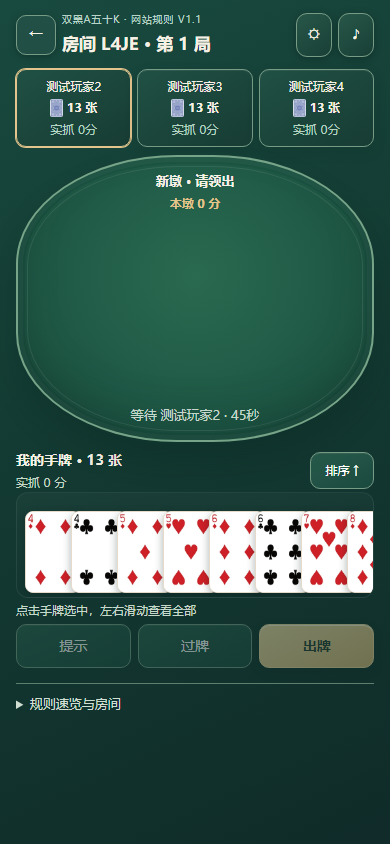 ←
双黑A五十K · 网站规则 V1.1
房间 L4JE • 第 1 局
♪
测试玩家2
13 张
实抓 0分
测试玩家3
13 张
实抓 0分
测试玩家4
13 张
实抓 0分
新墩 • 请领出
本墩 0 分
等待 测试玩家2 · 45秒
我的手牌 • 13 张
实抓 0 分
排序↑
4 4 5 5 6 6 7 8
点击手牌选中，左右滑动查看全部
提示
过牌
出牌
▶ 规则速览与房间